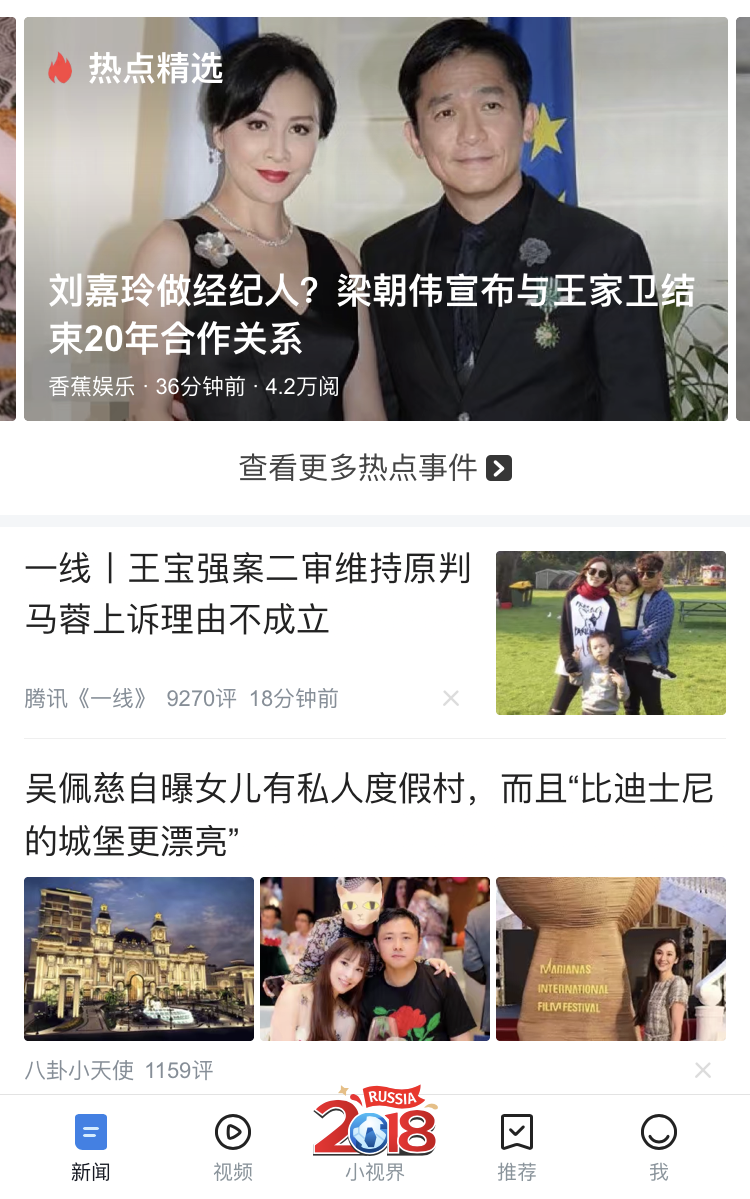 热点精选
刘嘉玲做经纪人？梁朝伟宣布与王家卫结
束20年合作关系
香蕉娱乐 · 36分钟前 · 4.2万阅
查看更多热点事件
一线丨王宝强案二审维持原判
马蓉上诉理由不成立
腾讯《一线》 9270评 18分钟前
吴佩慈自曝女儿有私人度假村，而且“比迪士尼
的城堡更漂亮”
MARIANAS
INTERNATIONAL
FILM FESTIVAL
八卦小天使 1159评
RUSSIA
2018
新闻
视频
小视界
推荐
我